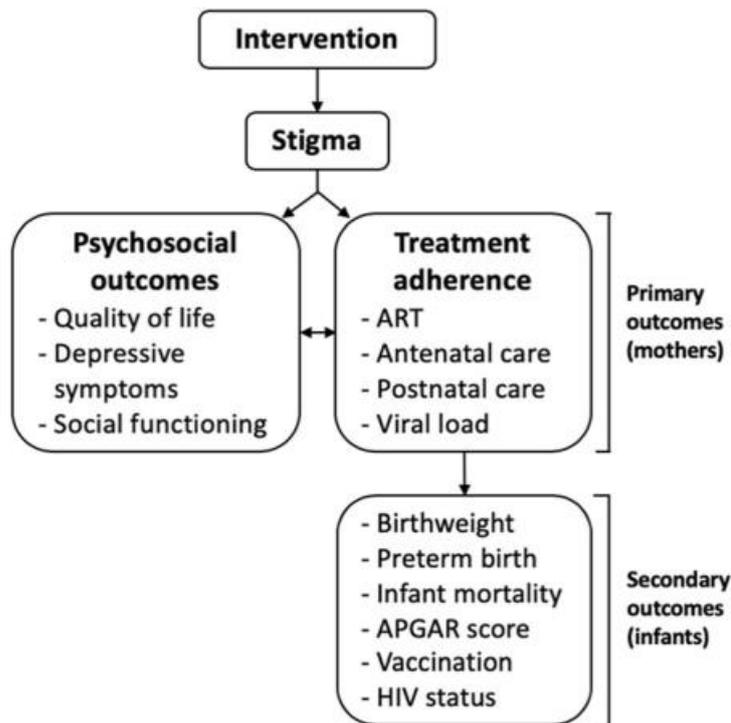 Intervention
Stigma
Psychosocial
outcomes
- Quality of life
- Depressive
symptoms
- Social functioning
Treatment
adherence
- ART
- Antenatal care
- Postnatal care
- Viral load
Primary
outcomes
(mothers)
- Birthweight
- Preterm birth
- Infant mortality
- APGAR score
- Vaccination
- HIV status
Secondary
outcomes
(infants)